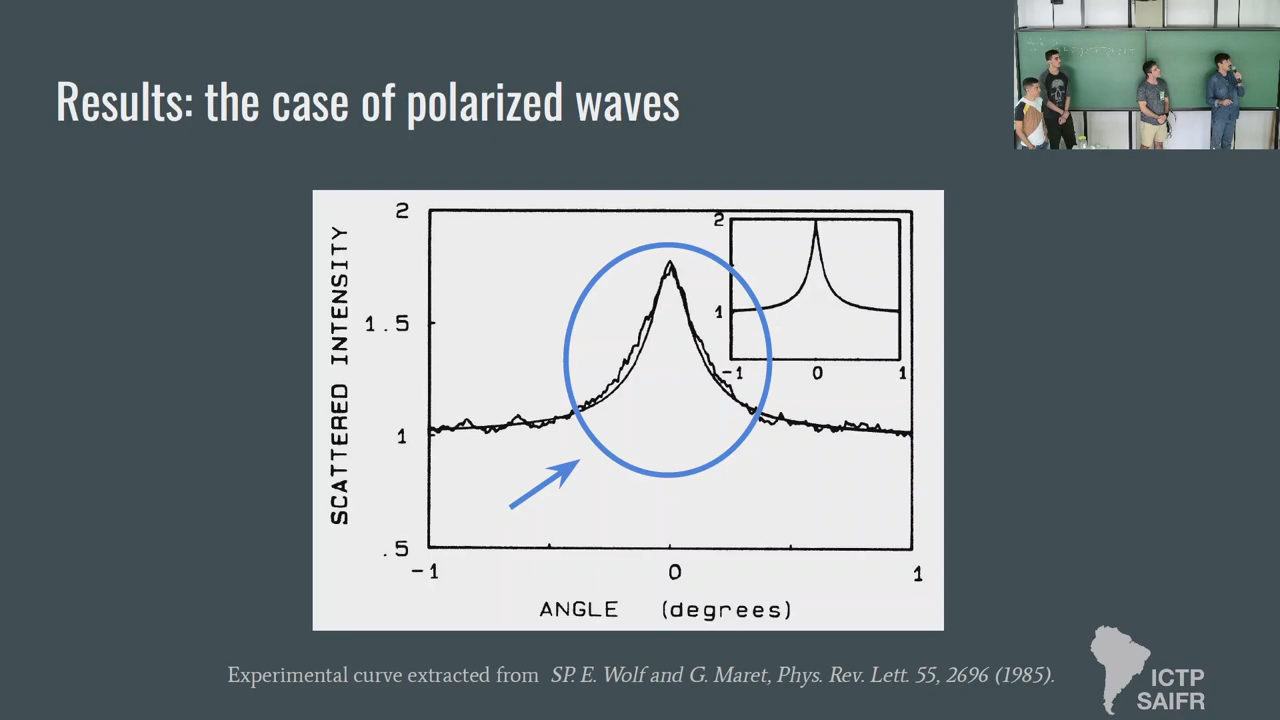 Results: the case of polarized waves
SCATTERED INTENSITY
2
1.5
1
.5
-1
0
1
ANGLE (degrees)
2
1
-1
0
1
Experimental curve extracted from SP. E. Wolf and G. Maret, Phys. Rev. Lett. 55, 2696 (1985).
ICTP
SAIFR